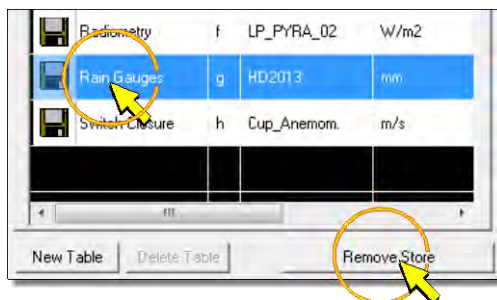 Radiometry f LP_PYRA_02 W/m2
Rain Gauges g HD2013 mm
Switch Closure h Cup_Anemom. m/s
New Table Delete Table Remove Store